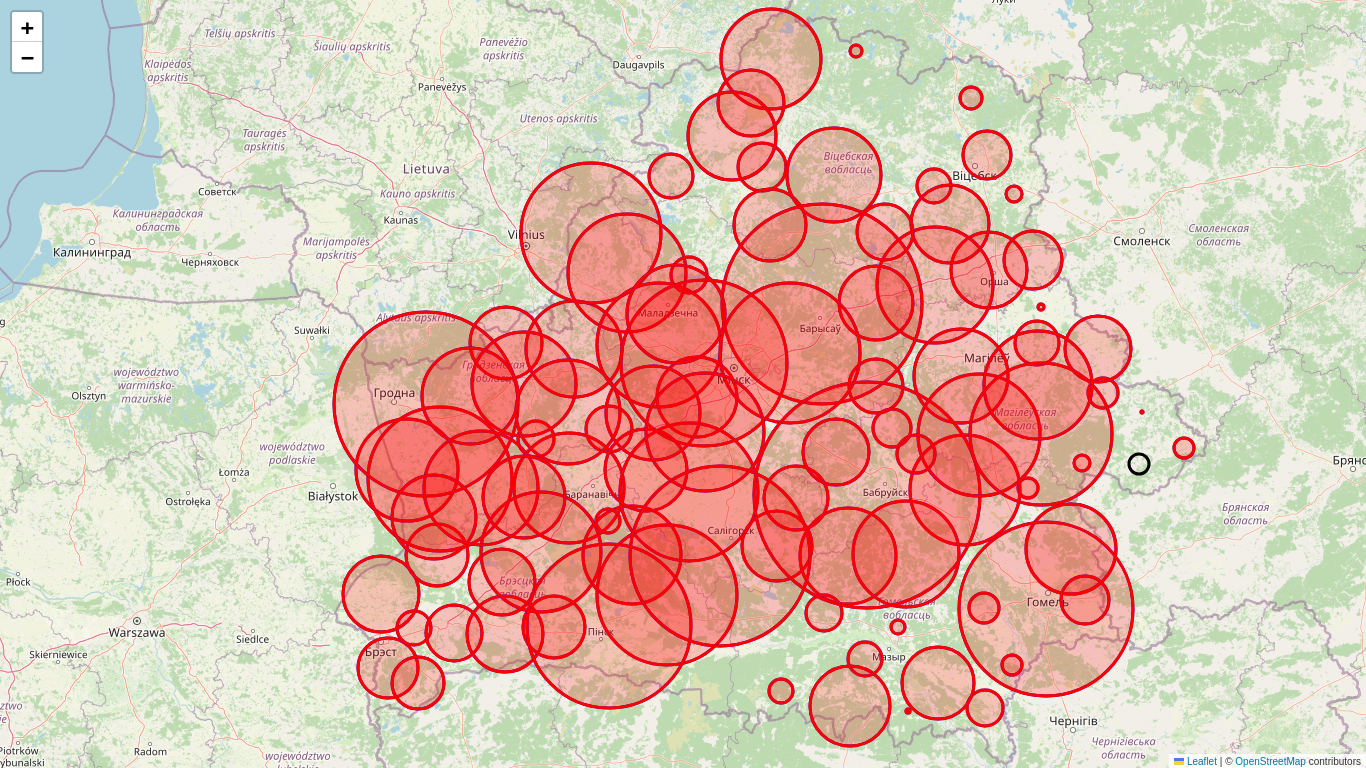 +
−
Telšių apskritis
Šiaulių apskritis
Panevėžio
apskritis
Луки
Klaipėdos
apskritis
Panevėžys
Daugavpils
Utenos apskritis
Tauragės
apskritis
Lietuva
Віцебская
вобласць
Віцебск
Советск
Kauno apskritis
Калининградская
область
Kaunas
Vilnius
Marijampolės
apskritis
Калининград
Черняховск
Смоленск
Смоленская
область
Орша
Маладзечна
Alytaus apskritis
Suwałki
Барысаў
Магілёў
Гродзенская
вобласць
Мінск
województwo
warmińsko-
mazurskie
Olsztyn
Гродна
Магілёўская
вобласць
województwo
podlaskie
Łomża
Брянск
Białystok
Ostrołęka
Баранавічы
Бабруйск
Брянская
область
Салігорск
Płock
Брэсцкая
вобласць
Гомельская
вобласць
Гомель
Warszawa
Siedlce
Пінск
Skierniewice
Брэст
Мазыр
Чернігів
Radom
Чернігівська
область
Piotrków
województwo
Leaflet | © OpenStreetMap contributors